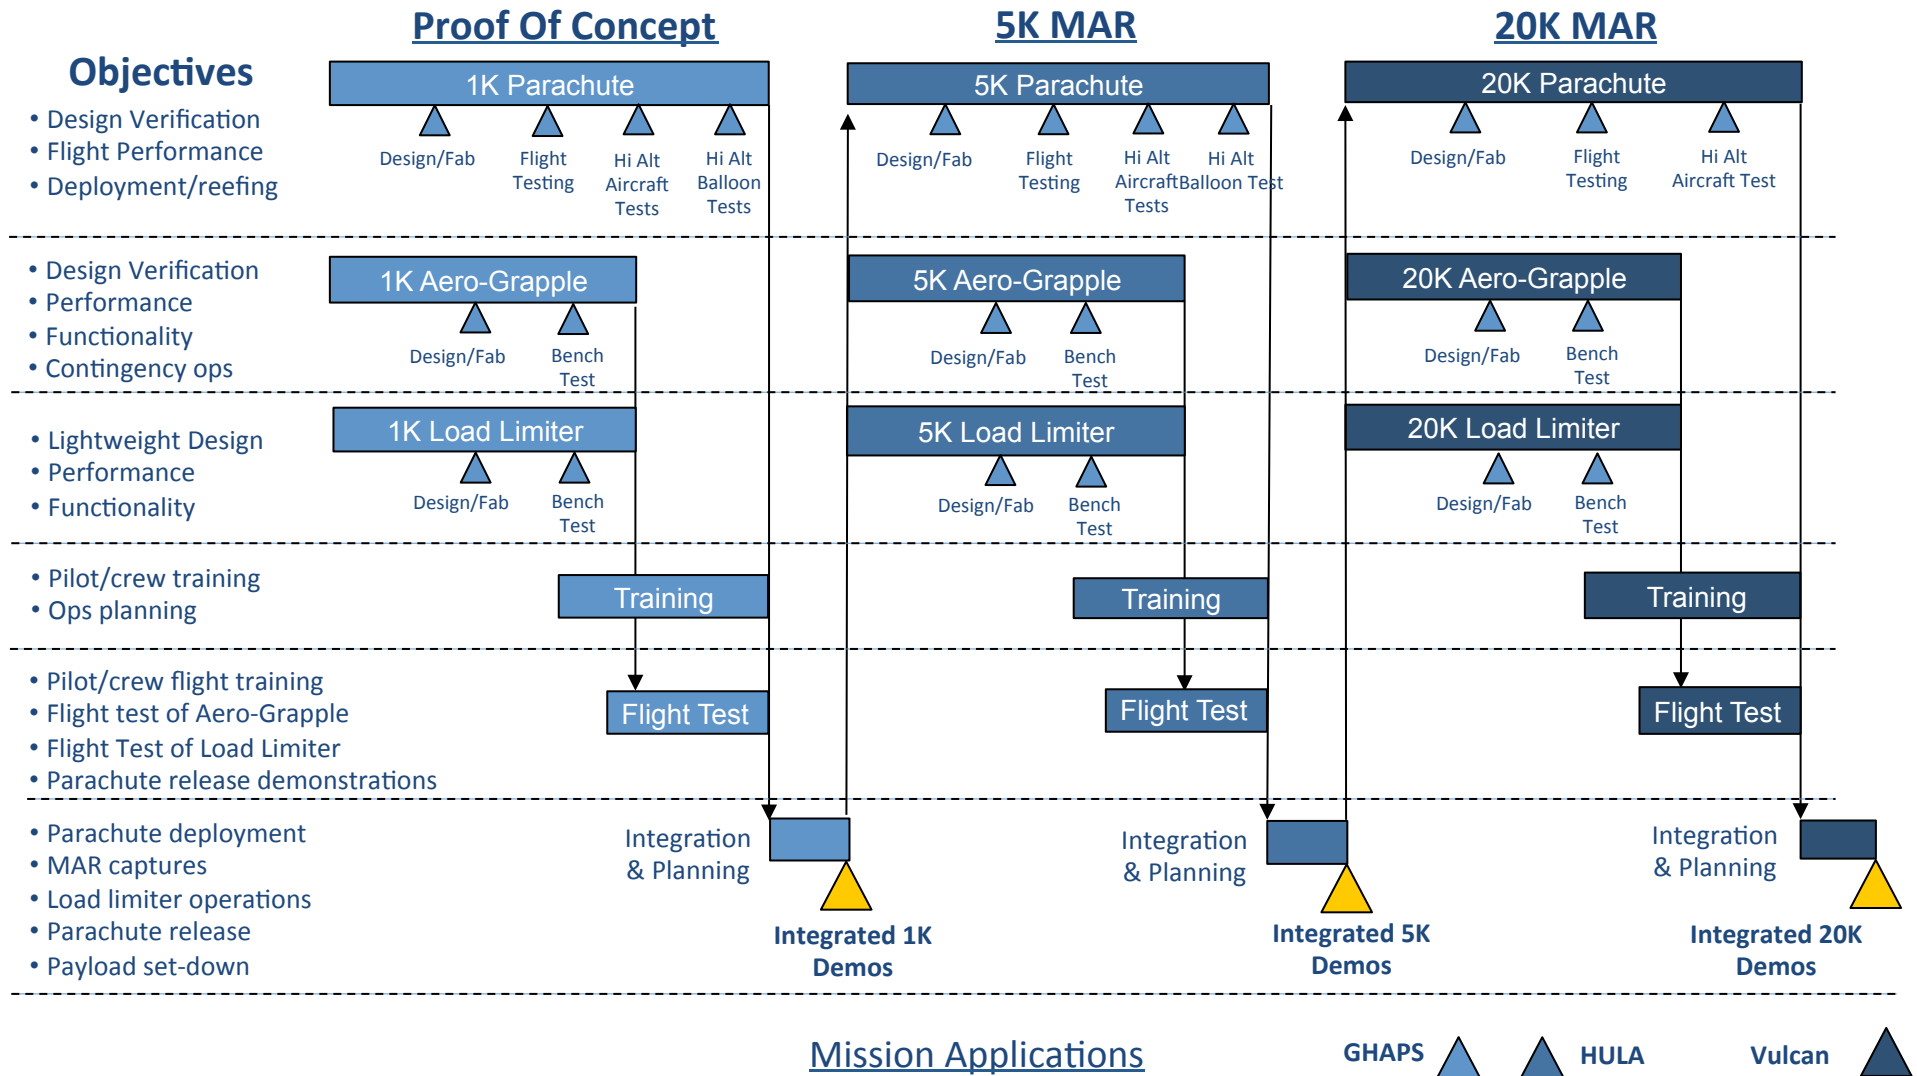 Proof Of Concept
5K MAR
20K MAR
Objectives
• Design Verification
• Flight Performance
• Deployment/reefing
1K Parachute
Design/Fab
Flight
Testing
Hi Alt
Aircraft
Tests
Hi Alt
Balloon
Tests
5K Parachute
Design/Fab
Flight
Testing
Hi Alt
Aircraft
Tests
Hi Alt
Balloon Test
20K Parachute
Design/Fab
Flight
Testing
Hi Alt
Aircraft Test
• Design Verification
• Performance
• Functionality
• Contingency ops
1K Aero-Grapple
Design/Fab
Bench
Test
5K Aero-Grapple
Design/Fab
Bench
Test
20K Aero-Grapple
Design/Fab
Bench
Test
• Lightweight Design
• Performance
• Functionality
1K Load Limiter
Design/Fab
Bench
Test
5K Load Limiter
Design/Fab
Bench
Test
20K Load Limiter
Design/Fab
Bench
Test
• Pilot/crew training
• Ops planning
Training
Training
Training
• Pilot/crew flight training
• Flight test of Aero-Grapple
• Flight Test of Load Limiter
• Parachute release demonstrations
Flight Test
Flight Test
Flight Test
• Parachute deployment
• MAR captures
• Load limiter operations
• Parachute release
• Payload set-down
Integration
& Planning
Integrated 1K
Demos
Integration
& Planning
Integrated 5K
Demos
Integration
& Planning
Integrated 20K
Demos
Mission Applications
GHAPS
HULA
Vulcan